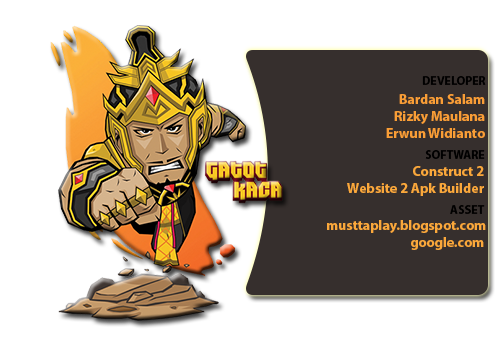 GATOT
KACA
DEVELOPER
Bardan Salam
Rizky Maulana
Erwun Widianto
SOFTWARE
Construct 2
Website 2 Apk Builder
ASSET
musttaplay.blogspot.com
google.com